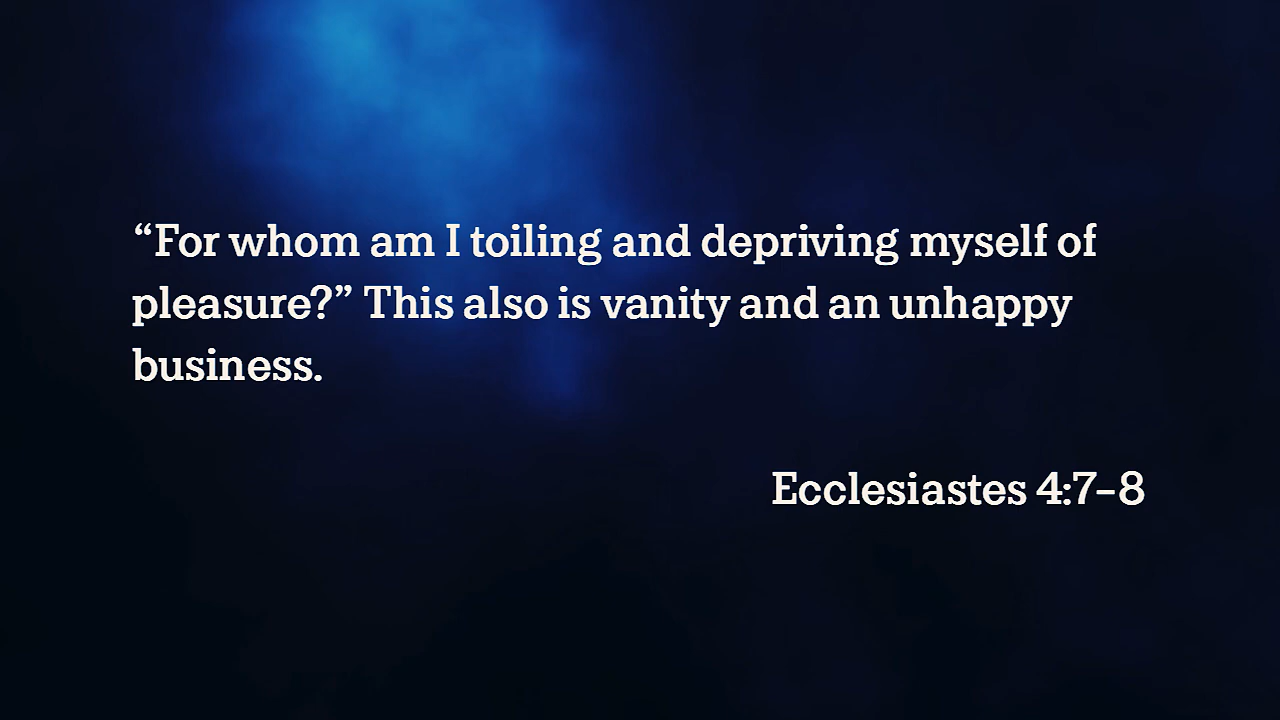 “For whom am I toiling and depriving myself of
pleasure?” This also is vanity and an unhappy
business.
Ecclesiastes 4:7–8